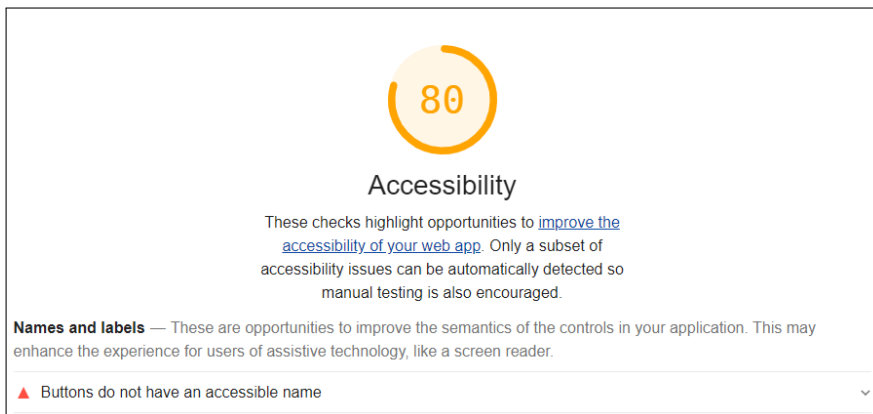 80
Accessibility
These checks highlight opportunities to improve the
accessibility of your web app. Only a subset of
accessibility issues can be automatically detected so
manual testing is also encouraged.
Names and labels — These are opportunities to improve the semantics of the controls in your application. This may
enhance the experience for users of assistive technology, like a screen reader.
Buttons do not have an accessible name